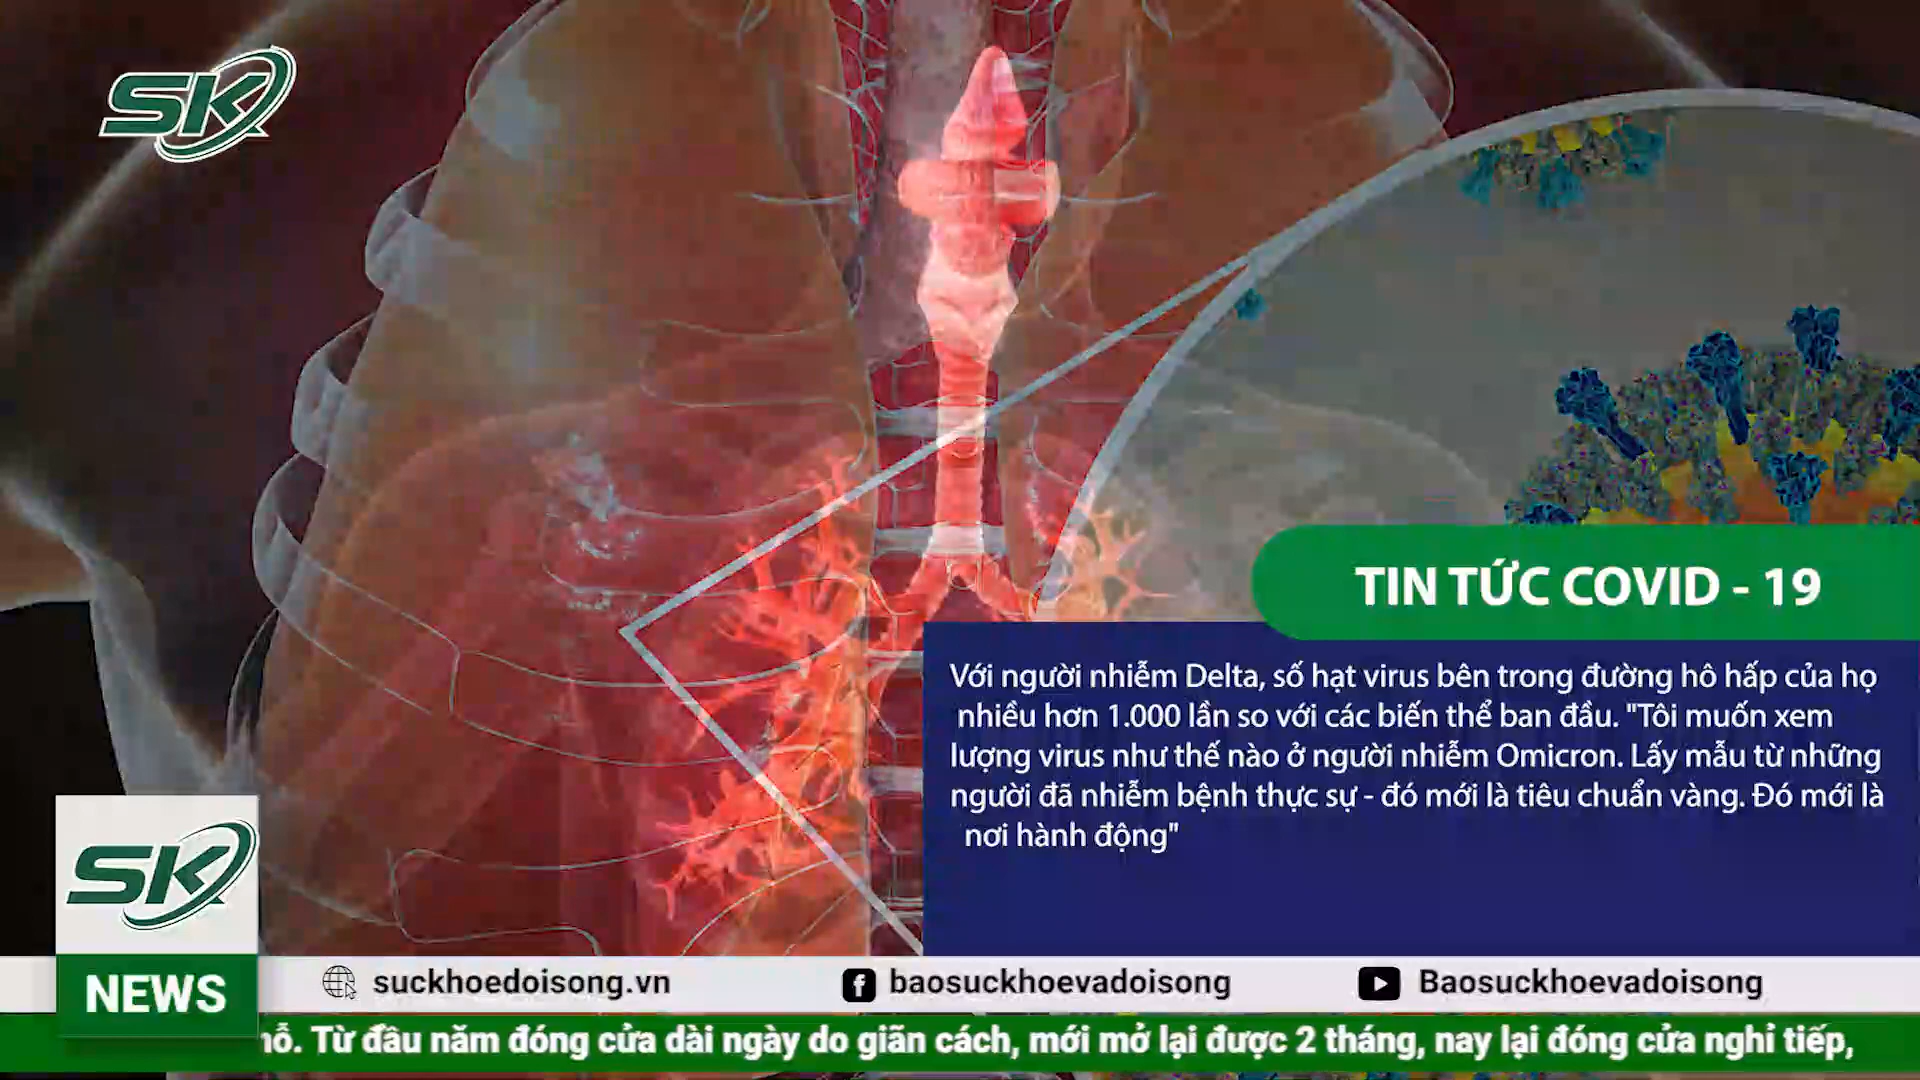 SK
TIN TỨC COVID - 19
Với người nhiễm Delta, số hạt virus bên trong đường hô hấp của họ
nhiều hơn 1.000 lần so với các biến thể ban đầu. "Tôi muốn xem
lượng virus như thế nào ở người nhiễm Omicron. Lấy mẫu từ những
người đã nhiễm bệnh thực sự - đó mới là tiêu chuẩn vàng. Đó mới là
nơi hành động"
SK
NEWS
suckhoedoisong.vn
baosuckhoevadoisong
Baosuckhoevadoisong
Từ đầu năm đóng cửa dài ngày do giãn cách, mới mở lại được 2 tháng, nay lại đóng cửa nghỉ tiếp,